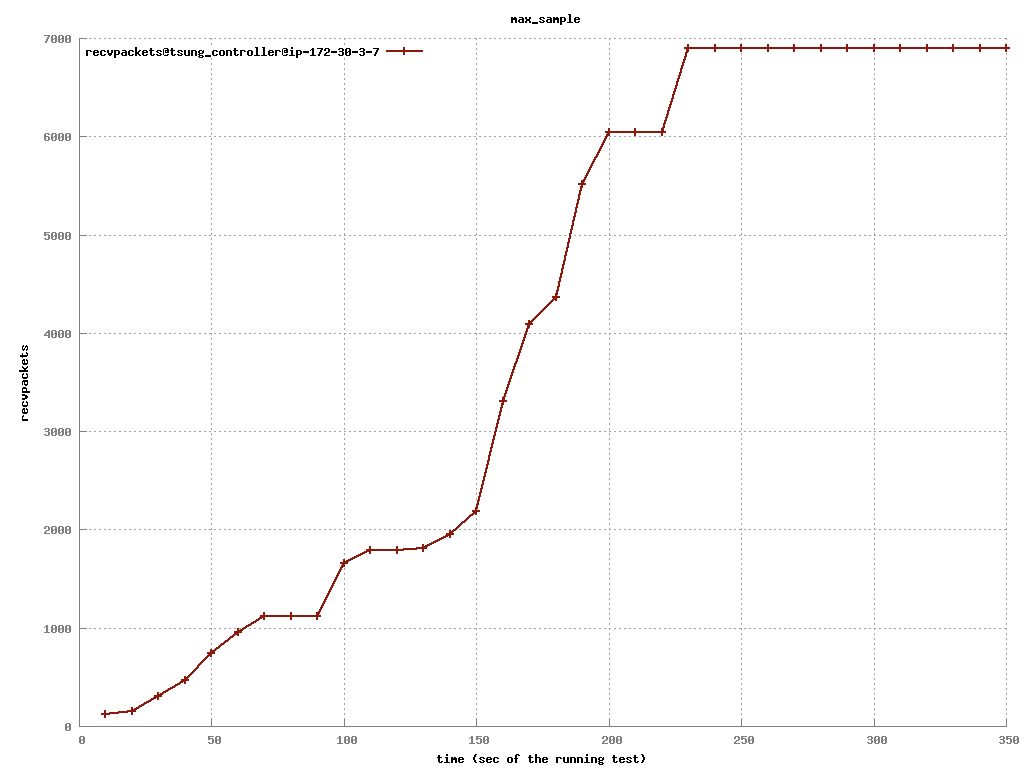 max_sample
recvpackets@tsung_controller@ip-172-30-3-7
7000
6000
5000
4000
3000
2000
1000
0
recvpackets
0 50 100 150 200 250 300 350
time (sec of the running test)